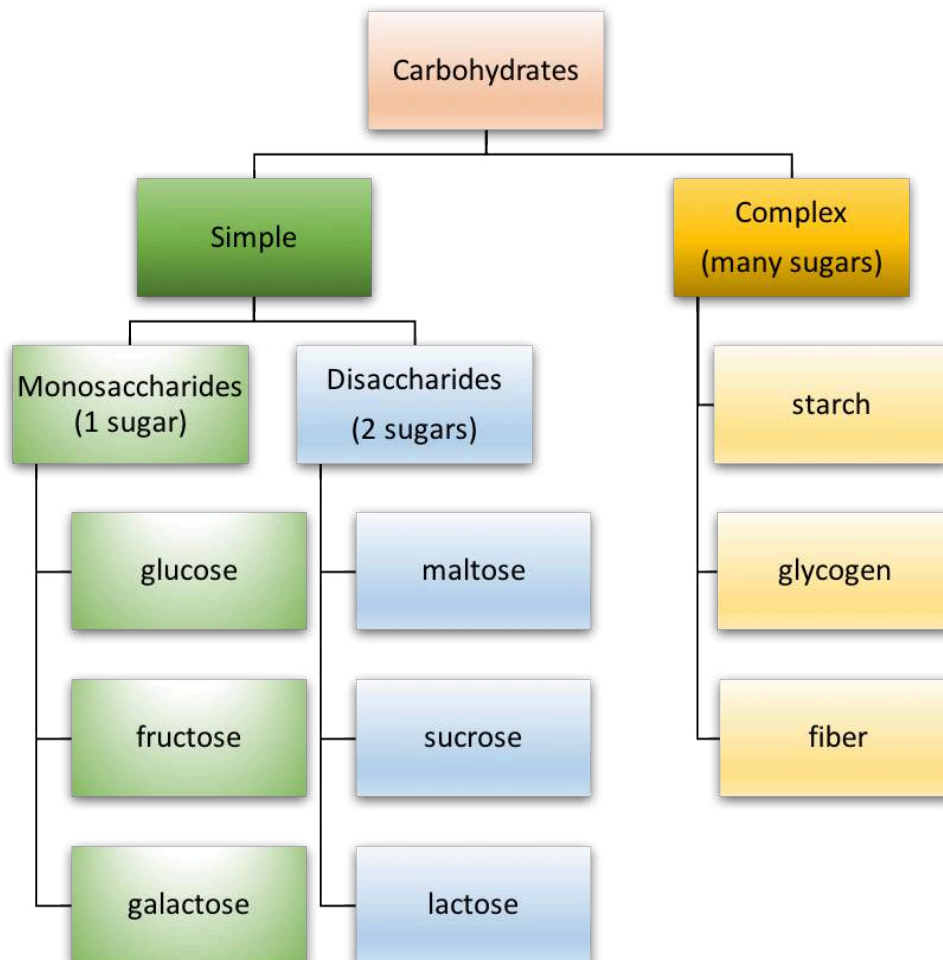 Carbohydrates
Simple
Complex
(many sugars)
Monosaccharides
(1 sugar)
Disaccharides
(2 sugars)
starch
glucose
maltose
glycogen
fructose
sucrose
fiber
galactose
lactose